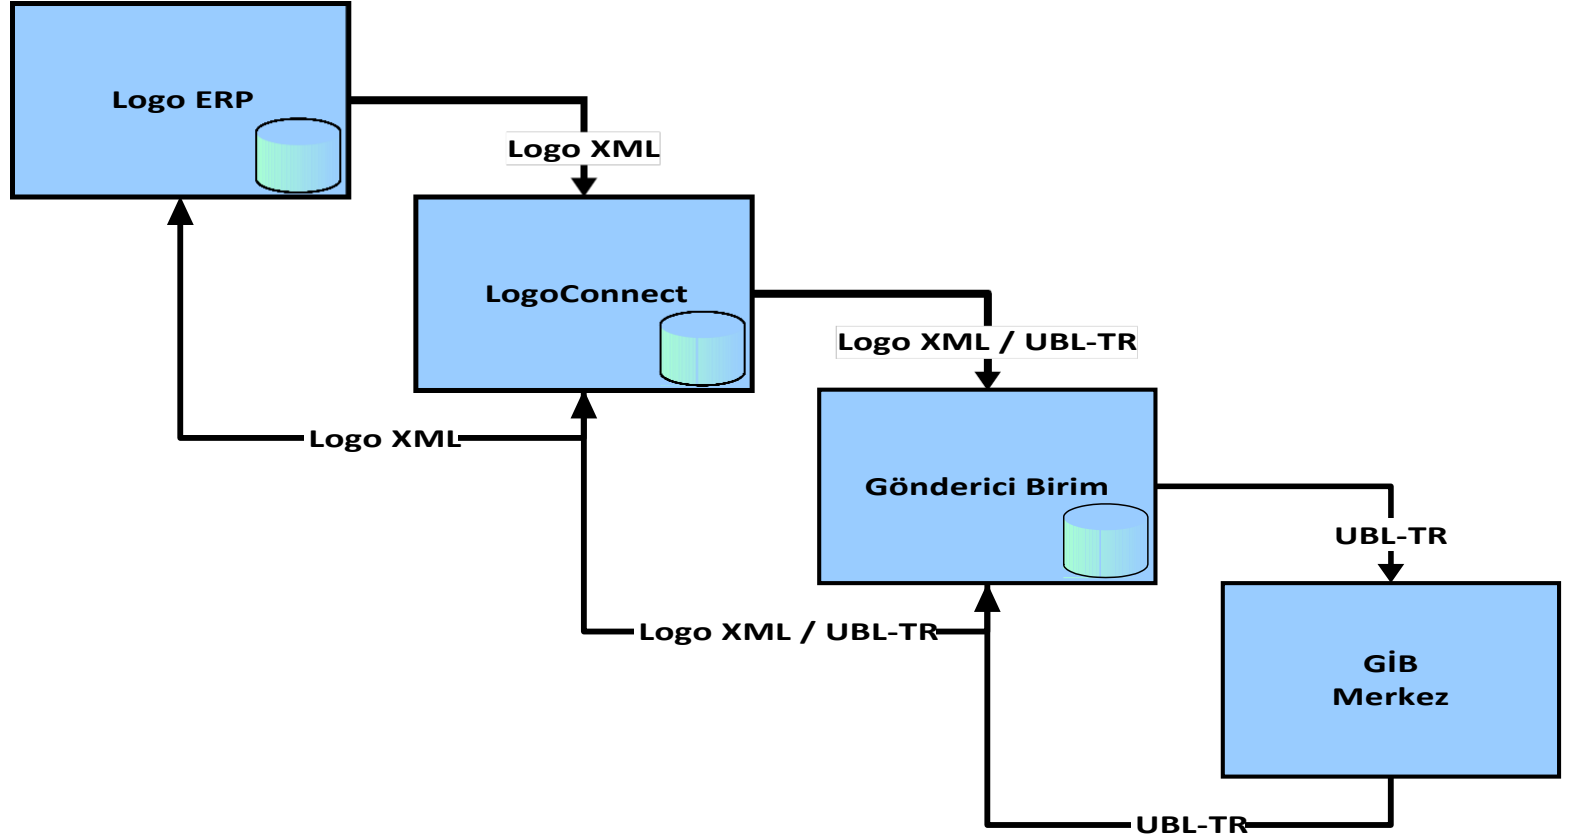 Logo ERP
Logo XML
LogoConnect
Logo XML / UBL-TR
Logo XML
Gönderici Birim
UBL-TR
Logo XML / UBL-TR
GİB
Merkez
UBL-TR